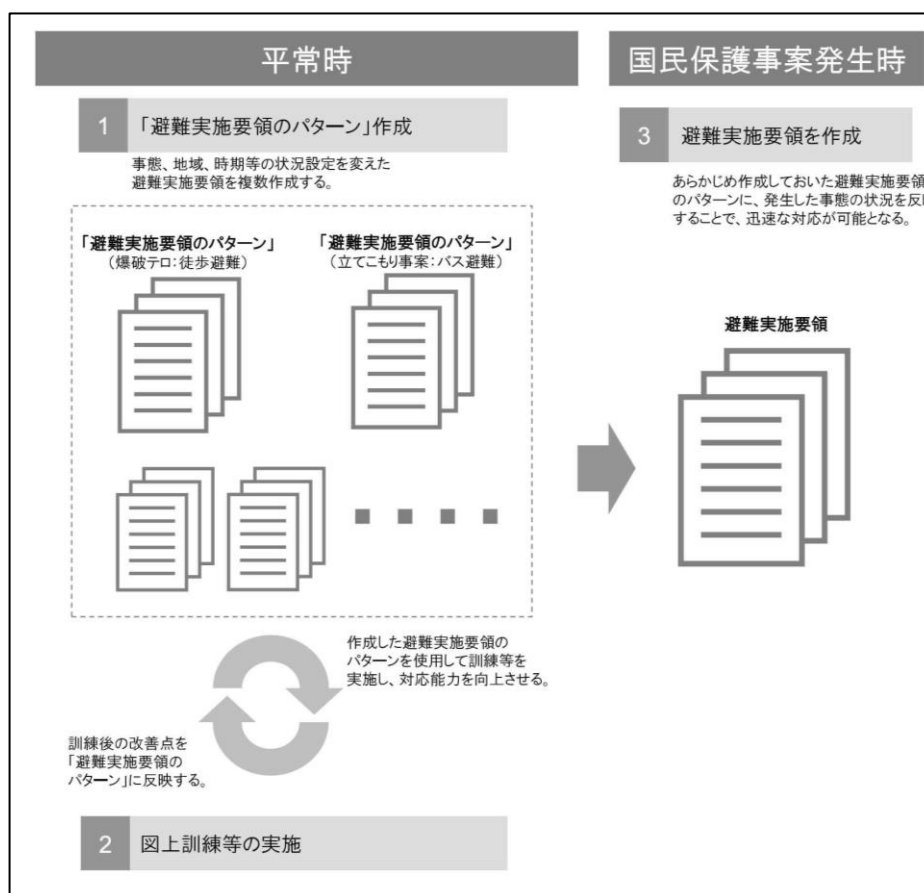 平常時
1
「避難実施要領のパターン」作成
事態、地域、時期等の状況設定を変えた
避難実施要領を複数作成する。
「避難実施要領のパターン」
（爆破テロ：徒歩避難）
「避難実施要領のパターン」
（立てこもり事案：バス避難）
作成した避難実施要領の
パターンを使用して訓練等を
実施し、対応能力を向上させる。
訓練後の改善点を
「避難実施要領の
パターン」に反映する。
2
図上訓練等の実施
国民保護事案発生時
3
避難実施要領を作成
あらかじめ作成しておいた避難実施要領
のパターンに、発生した事態の状況を反
することで、迅速な対応が可能となる。
避難実施要領